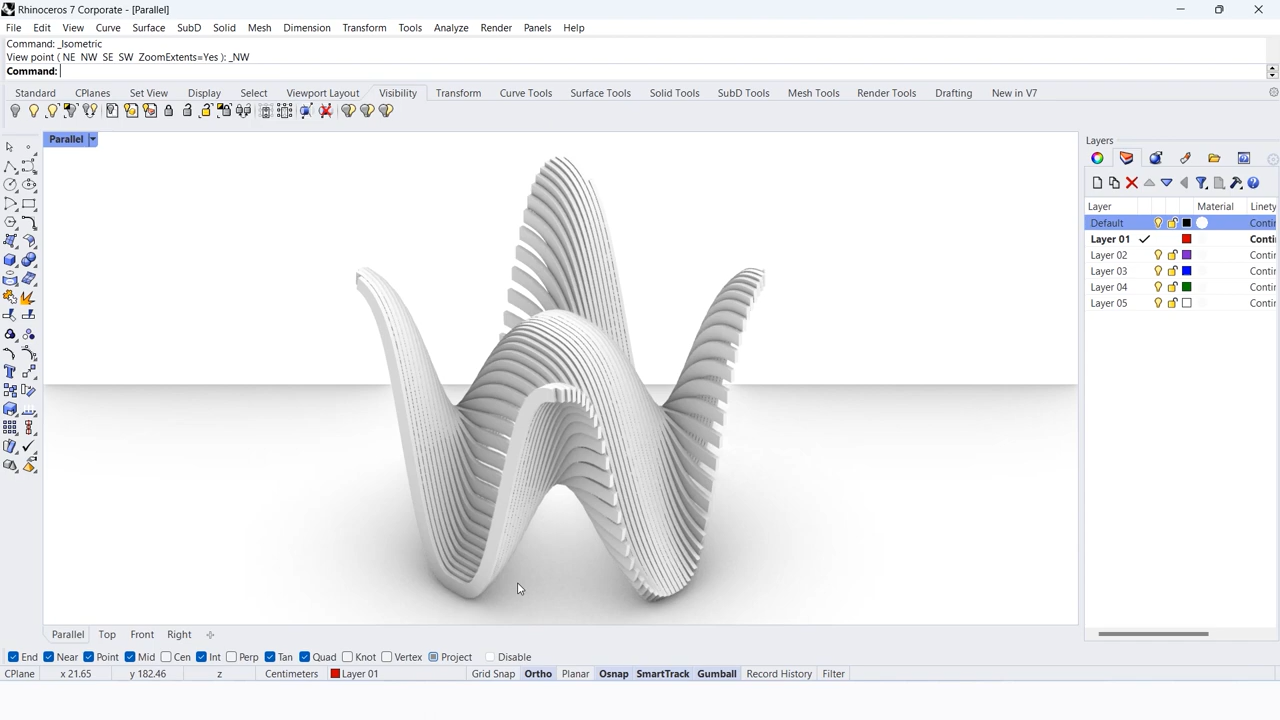 Rhinoceros 7 Corporate - [Parallel]
File Edit View Curve Surface SubD Solid Mesh Dimension Transform Tools Analyze Render Panels Help
Command: _Isometric
View point ( NE NW SE SW ZoomExtents=Yes ): _NW
Command:
Standard CPlanes Set View Display Select Viewport Layout Visibility Transform Curve Tools Surface Tools Solid Tools SubD Tools Mesh Tools Render Tools Drafting New in V7
Parallel
Layers
Layer Material Linety
Default Contin
Layer 01 Conti
Layer 02 Contin
Layer 03 Contin
Layer 04 Contin
Layer 05 Contin
Parallel Top Front Right
End Near Point Mid Cen Int Perp Tan Quad Knot Vertex Project Disable
CPlane x 21.65 y 182.46 z Centimeters Layer 01 Grid Snap Ortho Planar Osnap SmartTrack Gumball Record History Filter